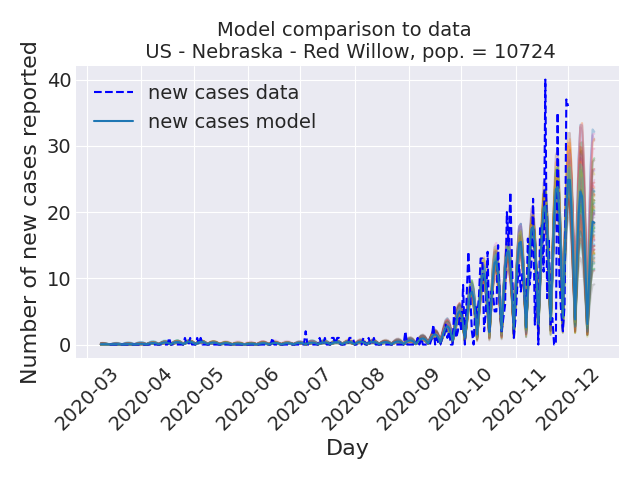 Model comparison to data
US - Nebraska - Red Willow, pop. = 10724
Number of new cases reported
40
30
20
10
0
new cases data
new cases model
2020-03
2020-04
2020-05
2020-06
2020-07
2020-08
2020-09
2020-10
2020-11
2020-12
Day